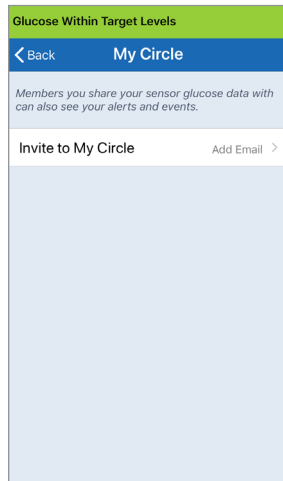 Glucose Within Target Levels
Back My Circle
Members you share your sensor glucose data with
can also see your alerts and events.
Invite to My Circle Add Email